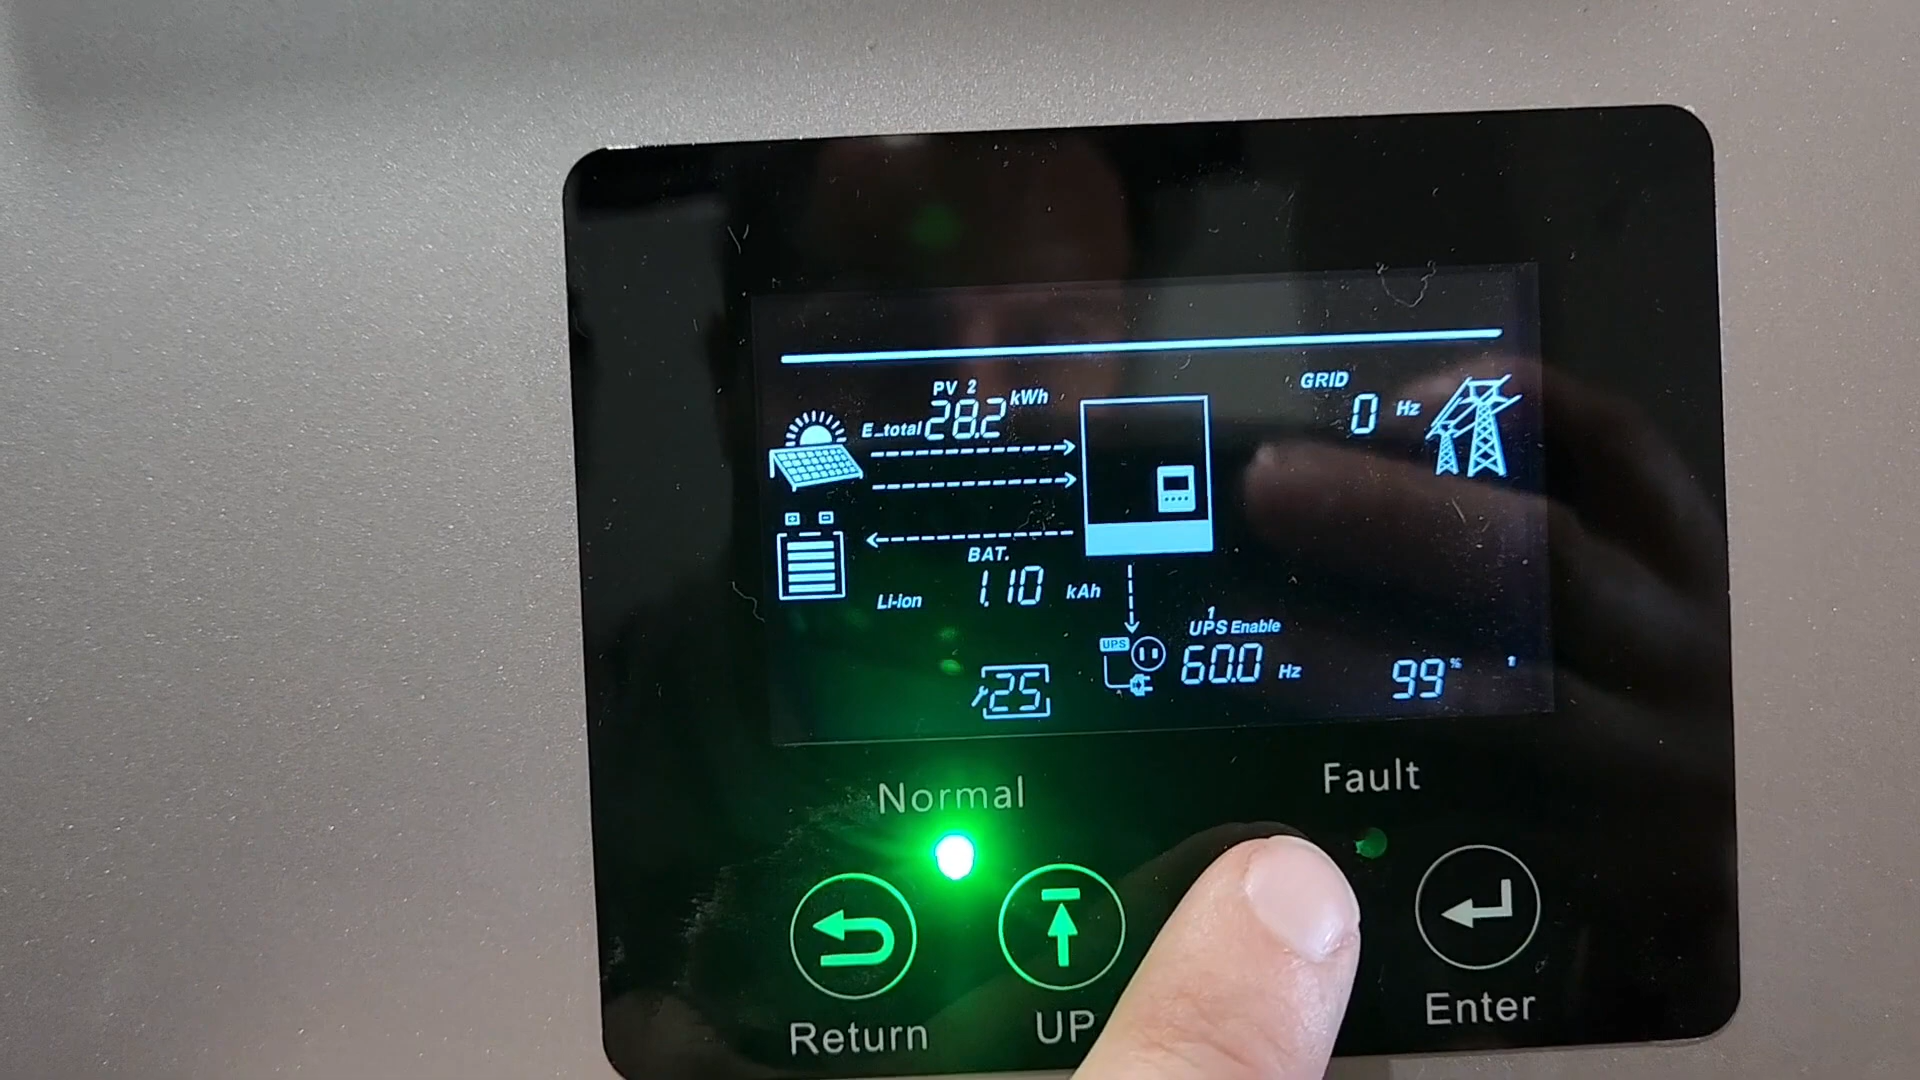 PV 2
E_total 28.2 kWh
GRID
0 Hz
BAT.
Li-ion 1.10 kAh
1
UPS Enable
UPS
60.0 Hz
99%
25
Normal
Fault
Return
UP
Enter